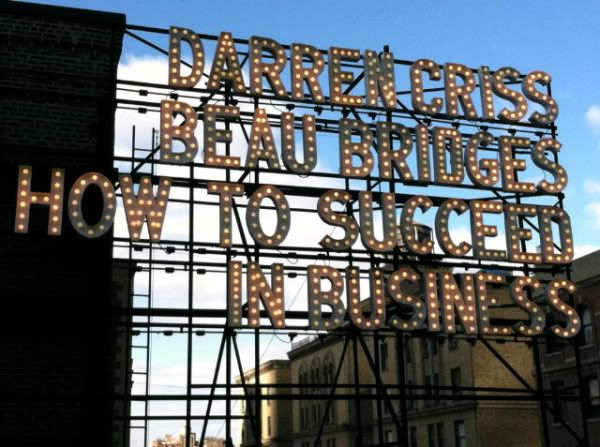 DARREN CRISS
BEAU BRIDGES
HOW TO SUCCEED
IN BUSINESS